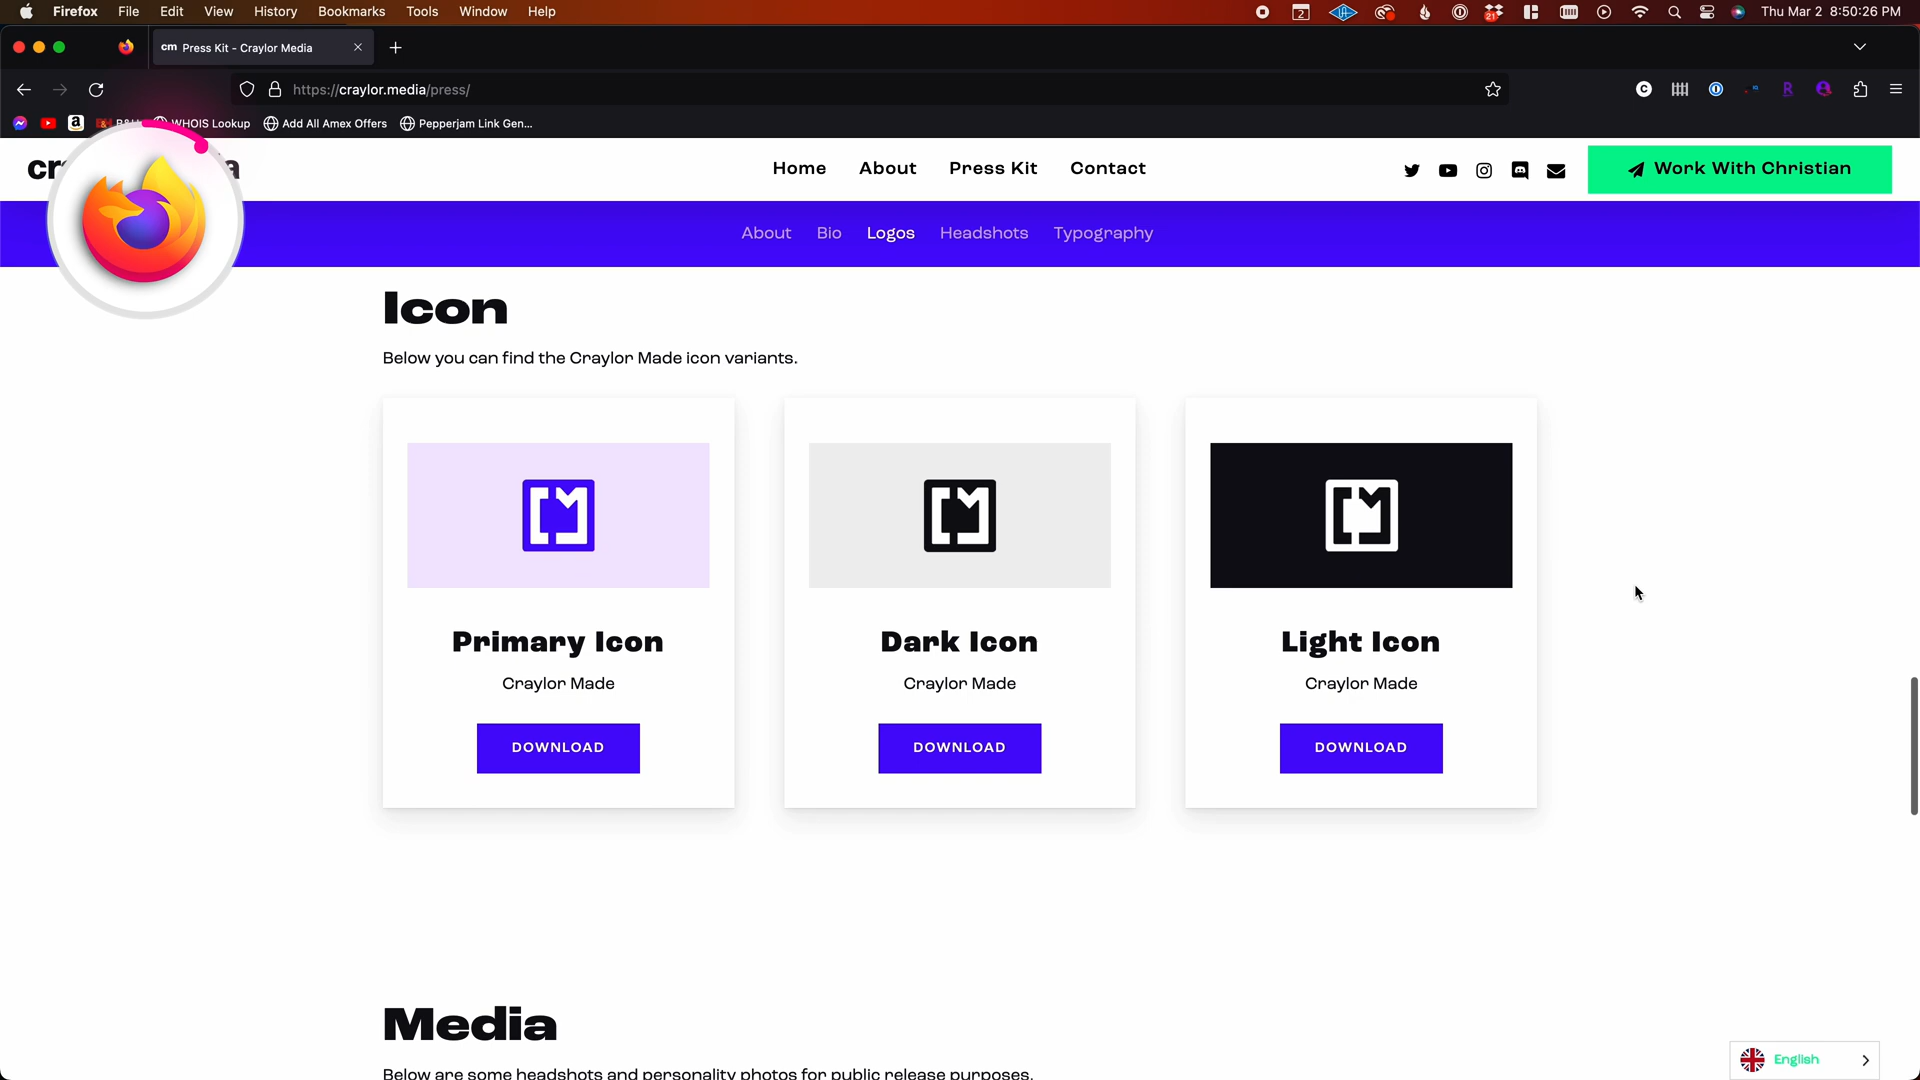 Firefox File Edit View History Bookmarks Tools Window Help
2
21
Thu Mar 2 8:50:26 PM
cm Press Kit - Craylor Media
https://craylor.media/press/
WHOIS Lookup
Add All Amex Offers
Pepperjam Link Gen...
Home About Press Kit Contact
Work With Christian
About Bio Logos Headshots Typography
Icon
Below you can find the Craylor Made icon variants.
Primary Icon
Craylor Made
DOWNLOAD
Dark Icon
Craylor Made
DOWNLOAD
Light Icon
Craylor Made
DOWNLOAD
Media
Below are some headshots and personality photos for public release purposes.
English